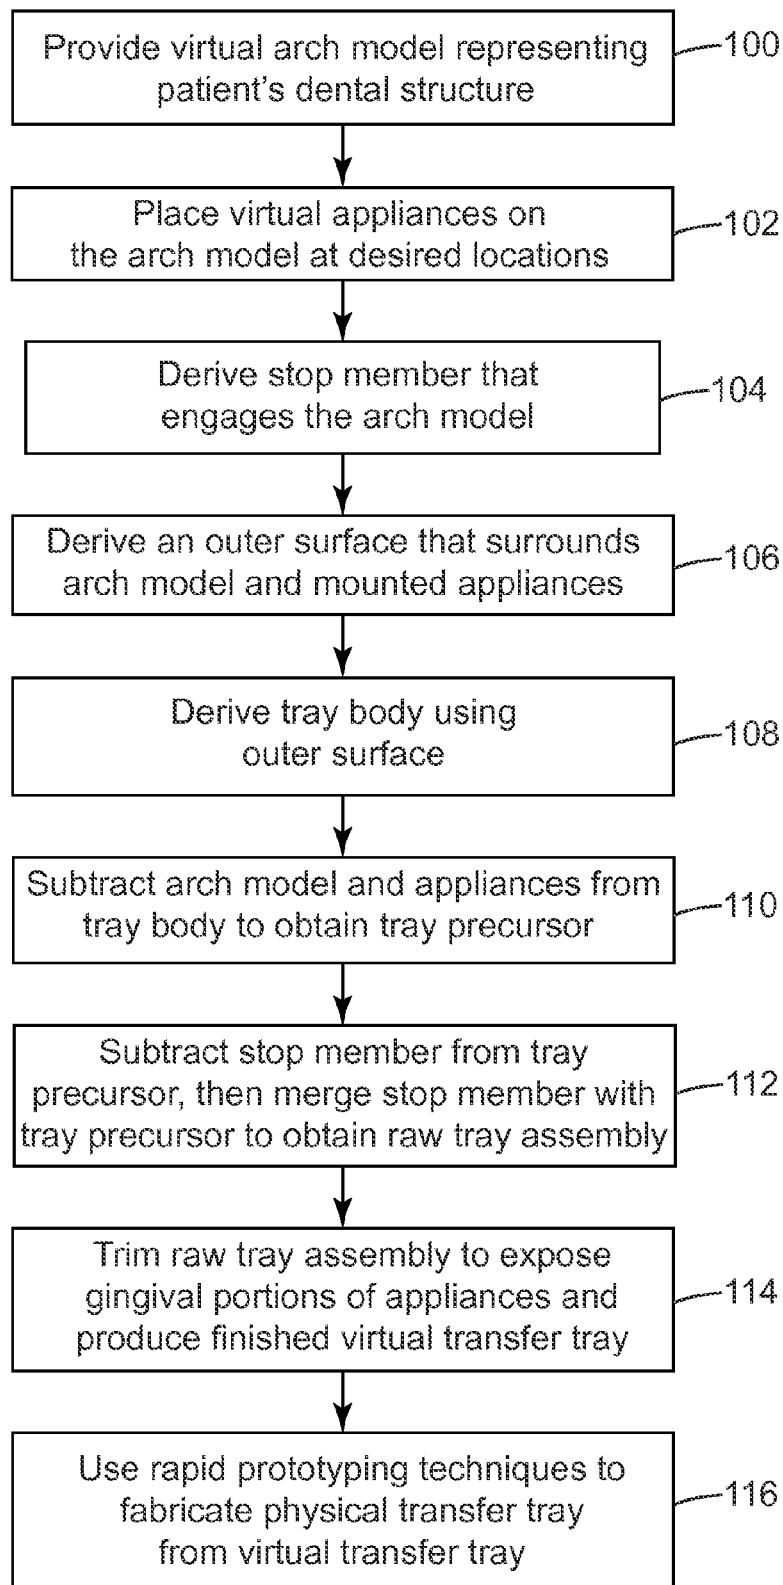 Provide virtual arch model representing
patient's dental structure
100
Place virtual appliances on
the arch model at desired locations
102
Derive stop member that
engages the arch model
104
Derive an outer surface that surrounds
arch model and mounted appliances
106
Derive tray body using
outer surface
108
Subtract arch model and appliances from
tray body to obtain tray precursor
110
Subtract stop member from tray
precursor, then merge stop member with
tray precursor to obtain raw tray assembly
112
Trim raw tray assembly to expose
gingival portions of appliances and
produce finished virtual transfer tray
114
Use rapid prototyping techniques to
fabricate physical transfer tray
from virtual transfer tray
116